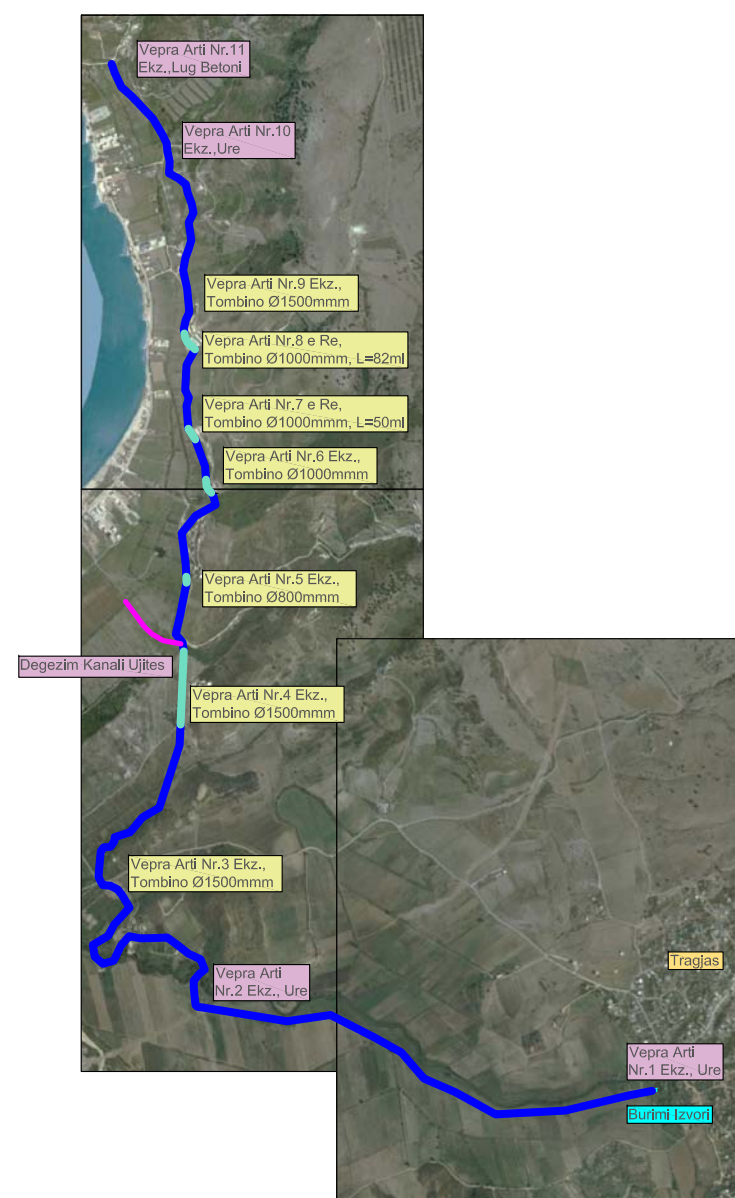 Vepra Arti Nr.11
Ekz.,Lug Betoni
Vepra Arti Nr.10
Ekz.,Ure
Vepra Arti Nr.9 Ekz.,
Tombino Ø1500mmm
Vepra Arti Nr.8 e Re,
Tombino Ø1000mmm, L=82ml
Vepra Arti Nr.7 e Re,
Tombino Ø1000mmm, L=50ml
Vepra Arti Nr.6 Ekz.,
Tombino Ø1000mmm
Vepra Arti Nr.5 Ekz.,
Tombino Ø800mmm
Degezim Kanali Ujites
Vepra Arti Nr.4 Ekz.,
Tombino Ø1500mmm
Vepra Arti Nr.3 Ekz.,
Tombino Ø1500mmm
Tragjas
Vepra Arti
Nr.2 Ekz., Ure
Vepra Arti
Nr.1 Ekz., Ure
Burimi Izvori